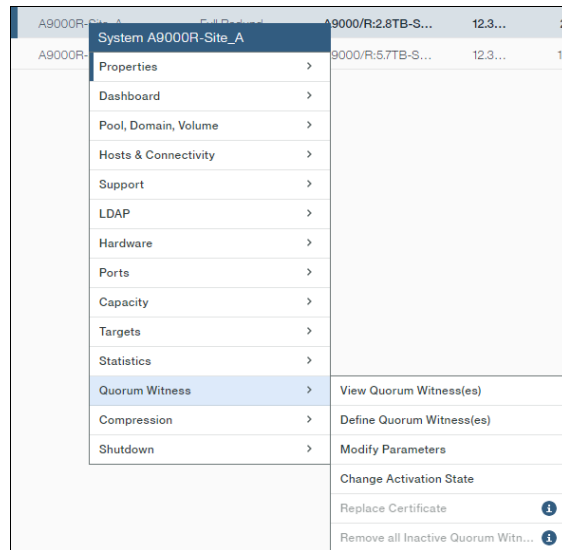 A9000R-Site_A Full Redund... A9000/R:2.8TB-S... 12.3...
System A9000R-Site_A
A9000R- 9000/R:5.7TB-S... 12.3...
Properties
Dashboard
Pool, Domain, Volume
Hosts & Connectivity
Support
LDAP
Hardware
Ports
Capacity
Targets
Statistics
Quorum Witness
Compression
Shutdown
View Quorum Witness(es)
Define Quorum Witness(es)
Modify Parameters
Change Activation State
Replace Certificate
Remove all Inactive Quorum Witn...